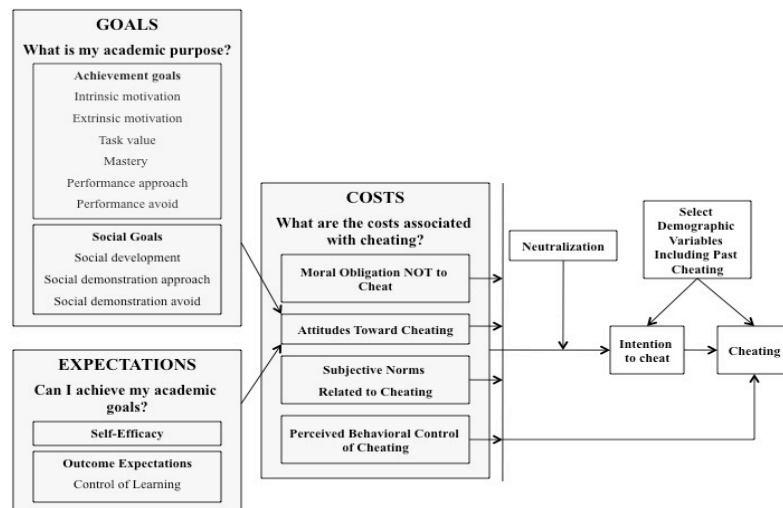 GOALS
What is my academic purpose?
Achievement goals
Intrinsic motivation
Extrinsic motivation
Task value
Mastery
Performance approach
Performance avoid
Social Goals
Social development
Social demonstration approach
Social demonstration avoid
EXPECTATIONS
Can I achieve my academic
goals?
Self-Efficacy
Outcome Expectations
Control of Learning
COSTS
What are the costs associated
with cheating?
Moral Obligation NOT to
Cheat
Attitudes Toward Cheating
Subjective Norms
Related to Cheating
Perceived Behavioral Control
of Cheating
Neutralization
Select
Demographic
Variables
Including Past
Cheating
Intention
to cheat
Cheating